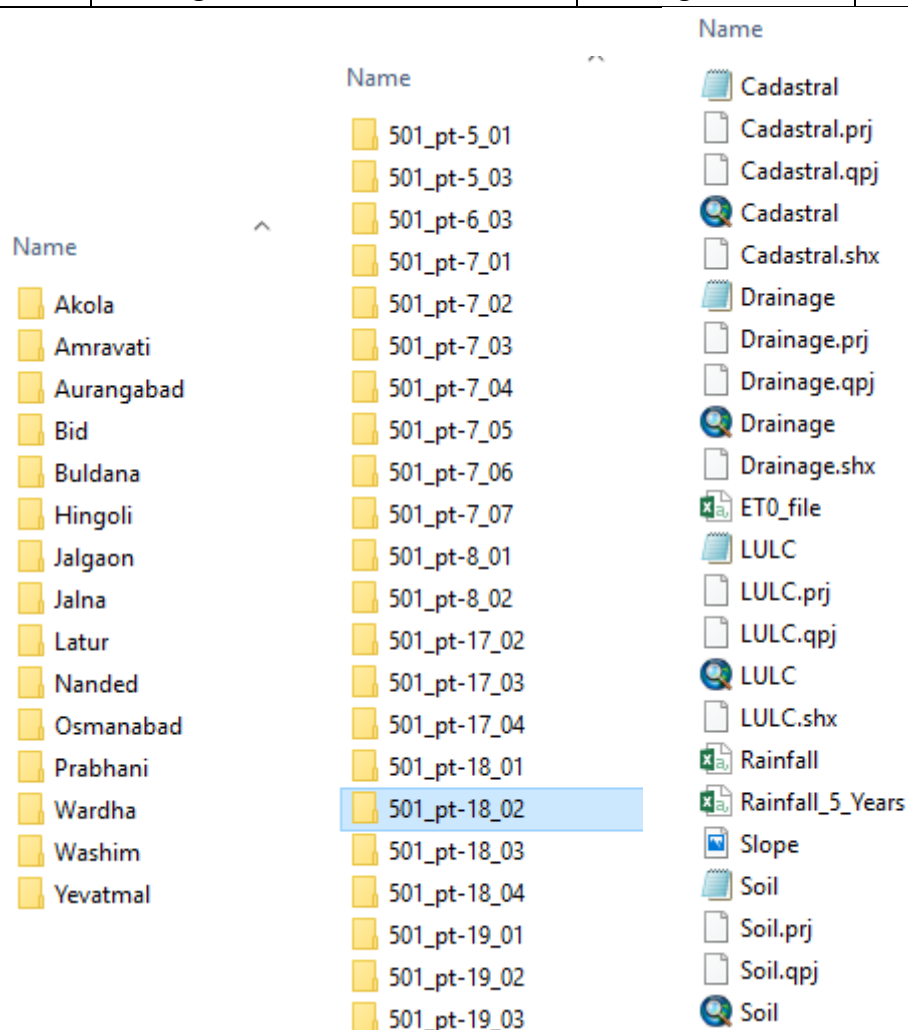 Name
Akola
Amravati
Aurangabad
Bid
Buldana
Hingoli
Jalgaon
Jalna
Latur
Nanded
Osmanabad
Prabhani
Wardha
Washim
Yevatmal
Name
501_pt-5_01
501_pt-5_03
501_pt-6_03
501_pt-7_01
501_pt-7_02
501_pt-7_03
501_pt-7_04
501_pt-7_05
501_pt-7_06
501_pt-7_07
501_pt-8_01
501_pt-8_02
501_pt-17_02
501_pt-17_03
501_pt-17_04
501_pt-18_01
501_pt-18_02
501_pt-18_03
501_pt-18_04
501_pt-19_01
501_pt-19_02
501_pt-19_03
Name
Cadastral
Cadastral.prj
Cadastral.qpj
Cadastral
Cadastral.shx
Drainage
Drainage.prj
Drainage.qpj
Drainage
Drainage.shx
ET0_file
LULC
LULC.prj
LULC.qpj
LULC
LULC.shx
Rainfall
Rainfall_5_Years
Slope
Soil
Soil.prj
Soil.qpj
Soil